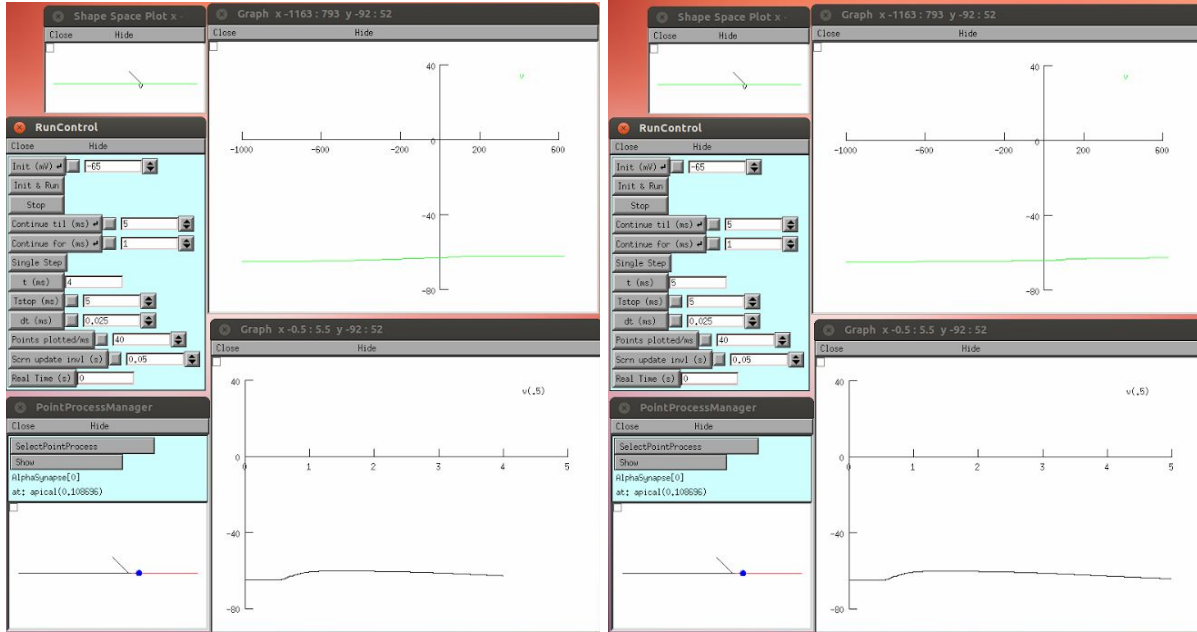 Shape Space Plot x -
Close Hide
Graph x -1163 : 793 y -92 : 52
Close Hide
40
v
-1000 -600 -200 0 200 600
-40
-80
RunControl
Close Hide
Init (mV) -65
Init & Run
Stop
Continue til (ms) 5
Continue for (ms) 1
Single Step
t (ms) 4
Tstop (ms) 5
dt (ms) 0.025
Points plotted/ms 40
Scrn update invl (s) 0.05
Real Time (s) 0
Graph x -0.5 : 5.5 y -92 : 52
Close Hide
40
v(.5)
0
0 1 2 3 4 5
-40
-80
PointProcessManager
Close Hide
SelectPointProcess
Show
AlphaSynapse[0]
at: apical(0.108696)
Shape Space Plot x -
Close Hide
Graph x -1163 : 793 y -92 : 52
Close Hide
40
v
-1000 -600 -200 0 200 600
-40
-80
RunControl
Close Hide
Init (mV) -65
Init & Run
Stop
Continue til (ms) 5
Continue for (ms) 1
Single Step
t (ms) 5
Tstop (ms) 5
dt (ms) 0.025
Points plotted/ms 40
Scrn update invl (s) 0.05
Real Time (s) 0
Graph x -0.5 : 5.5 y -92 : 52
Close Hide
40
v(.5)
0
0 1 2 3 4 5
-40
-80
PointProcessManager
Close Hide
SelectPointProcess
Show
AlphaSynapse[0]
at: apical(0.108696)